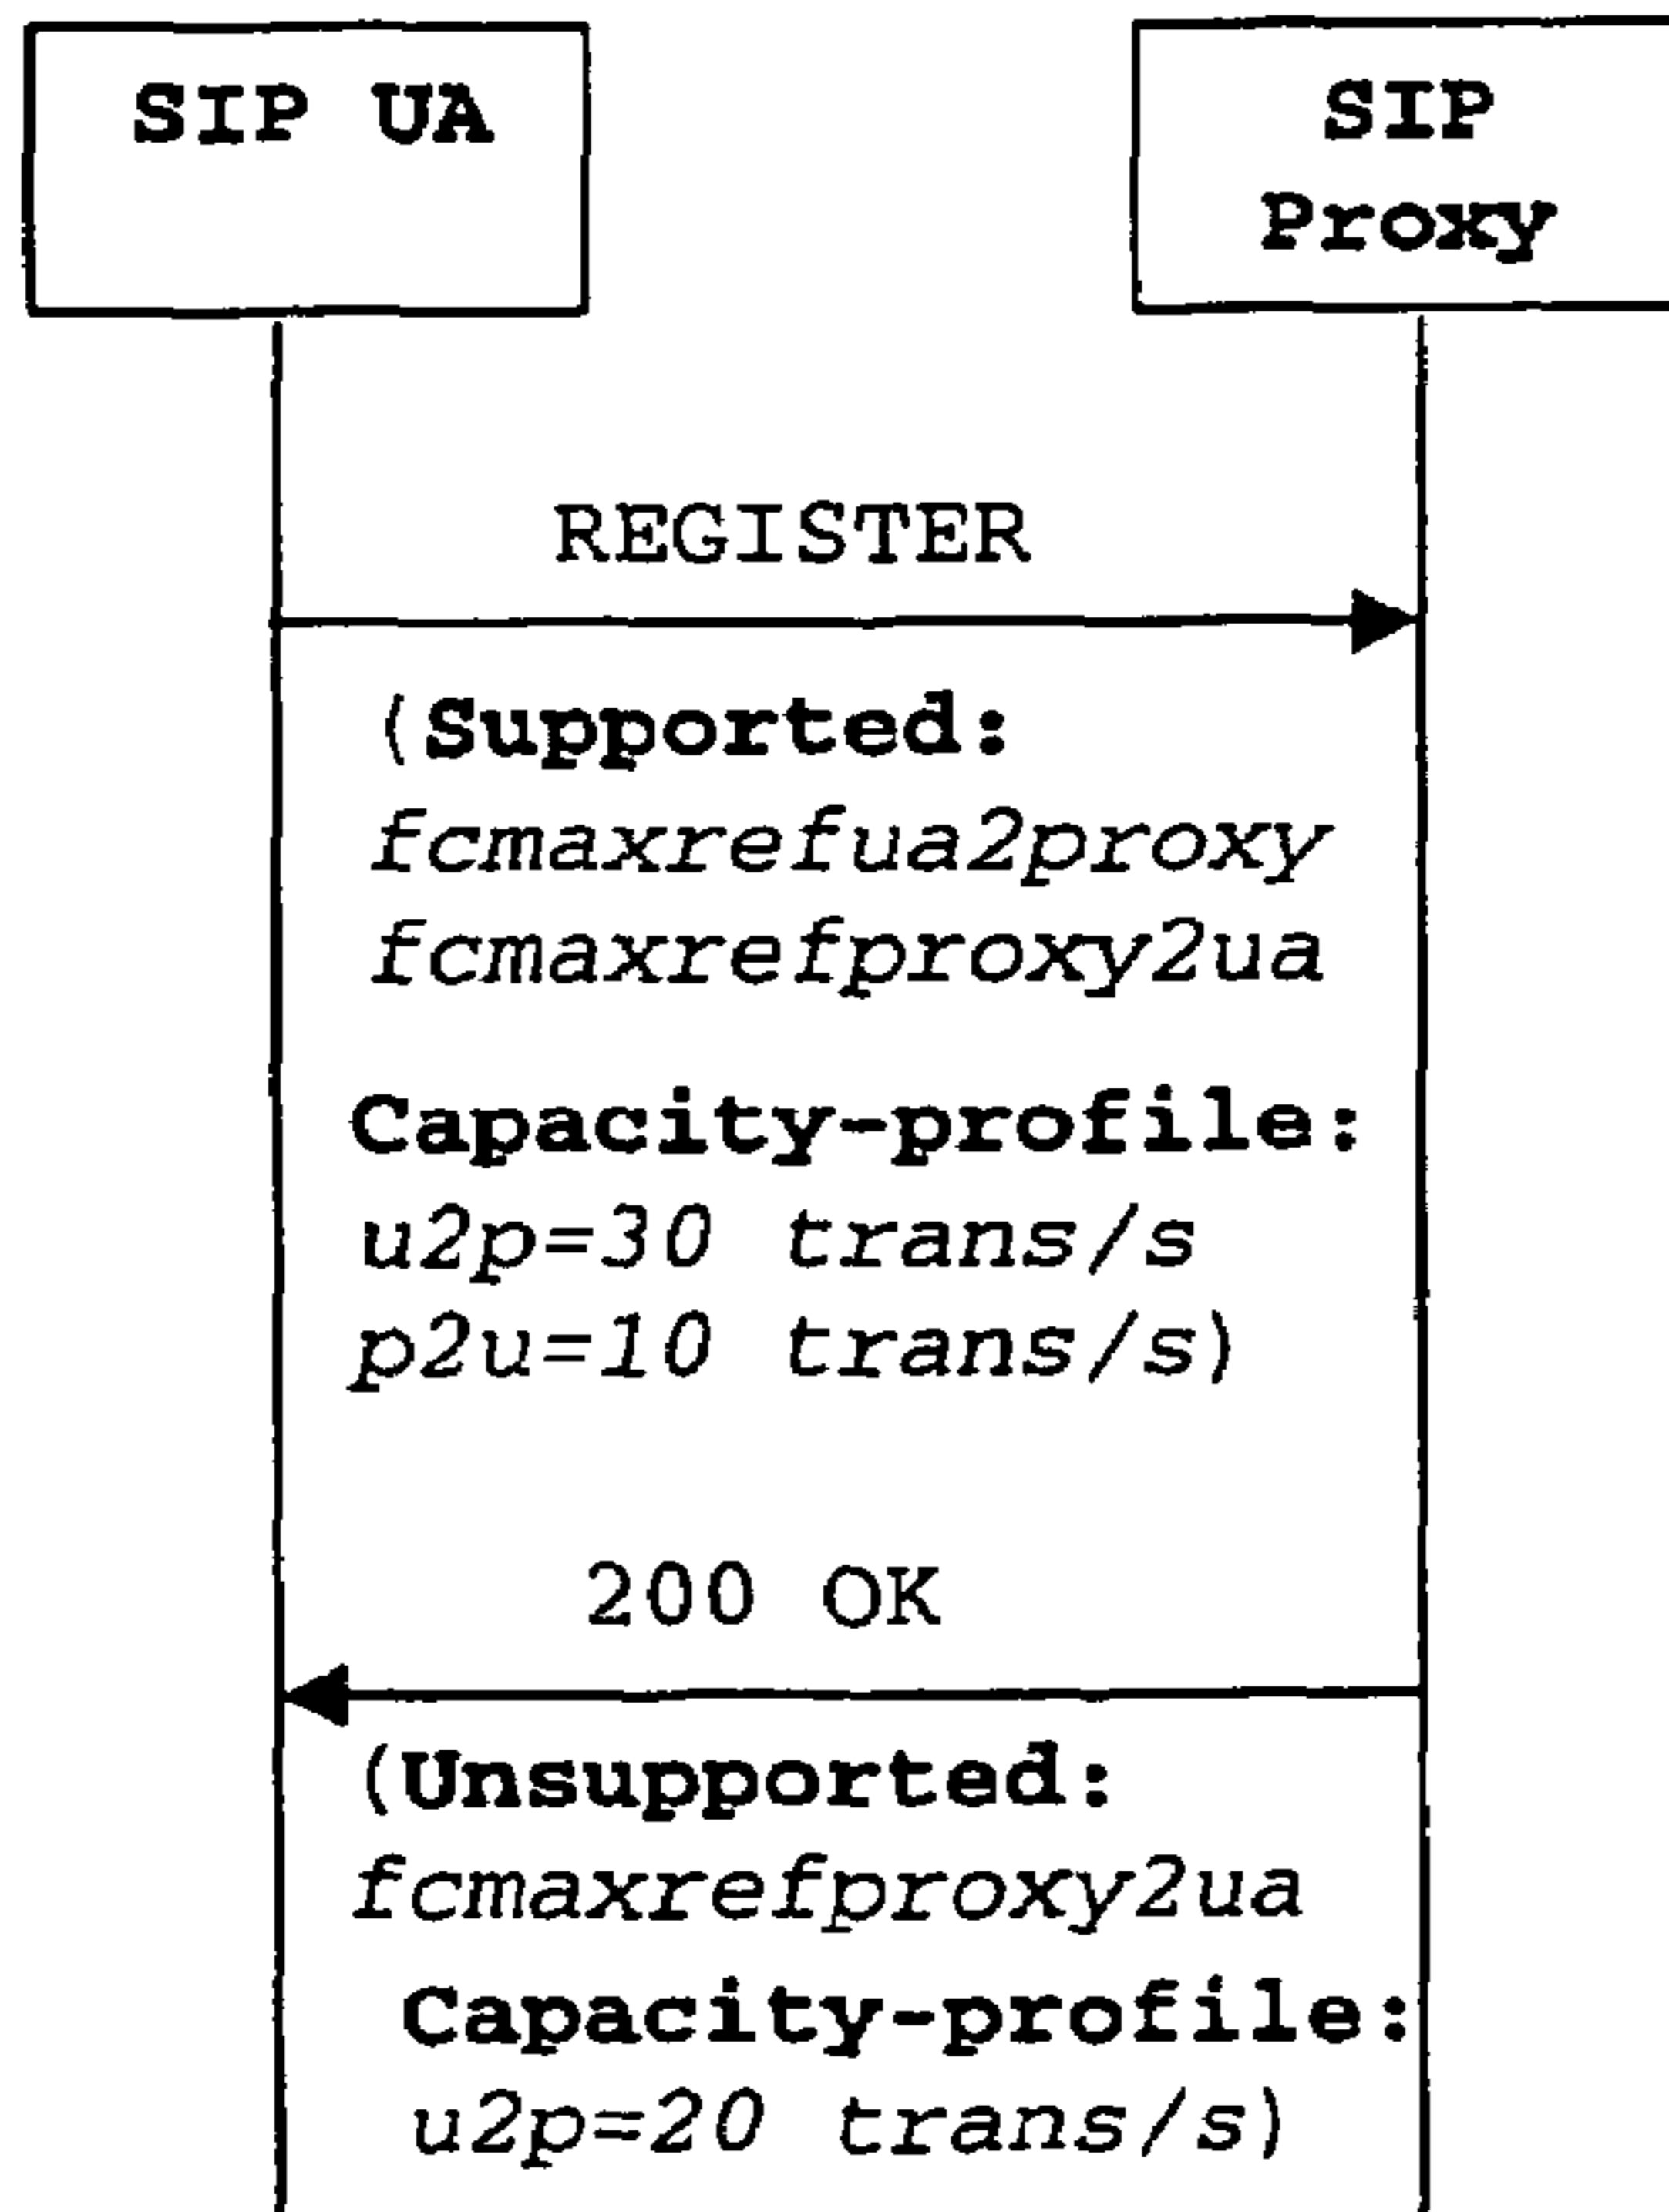 SIP UA
SIP
Proxy
REGISTER
(Supported:
fcmaxrefua2proxy
fcmaxrefproxy2ua
Capacity-profile:
u2p=30 trans/s
p2u=10 trans/s)
200 OK
(Unsupported:
fcmaxrefproxy2ua
Capacity-profile:
u2p=20 trans/s)